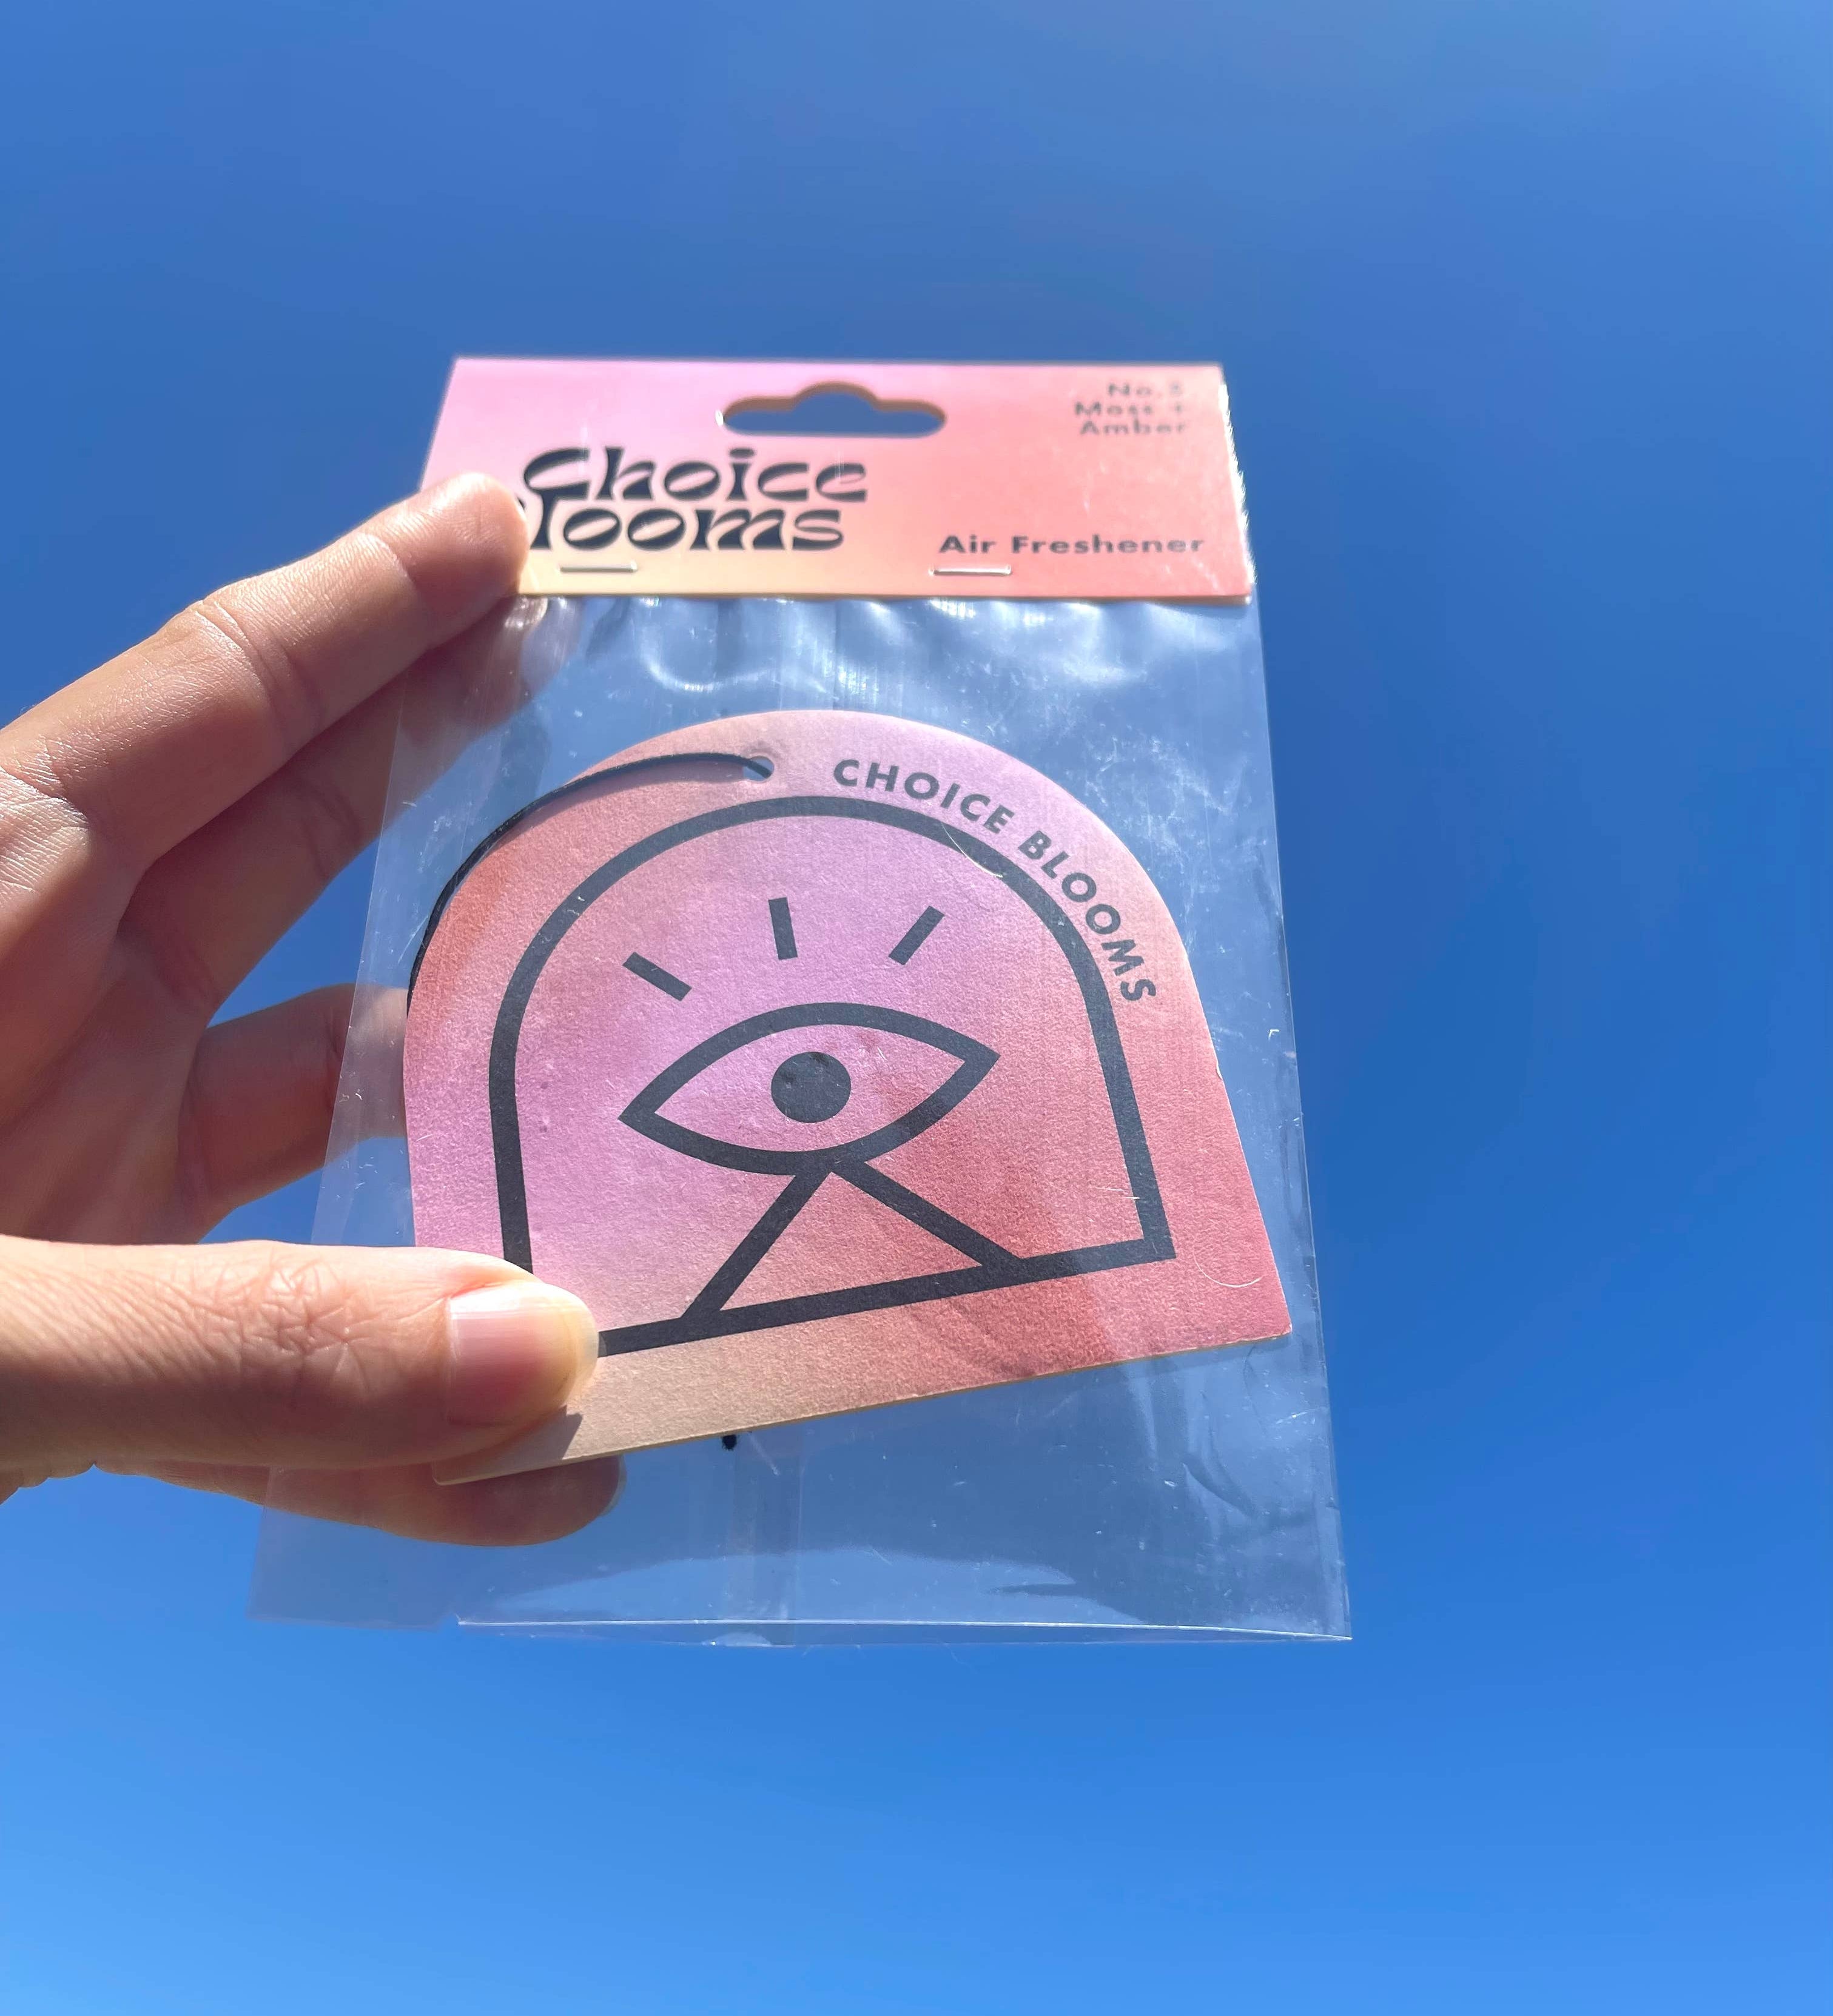 No.5
Moss +
Amber
Choice
Blooms
Air Freshener
CHOICE BLOOMS